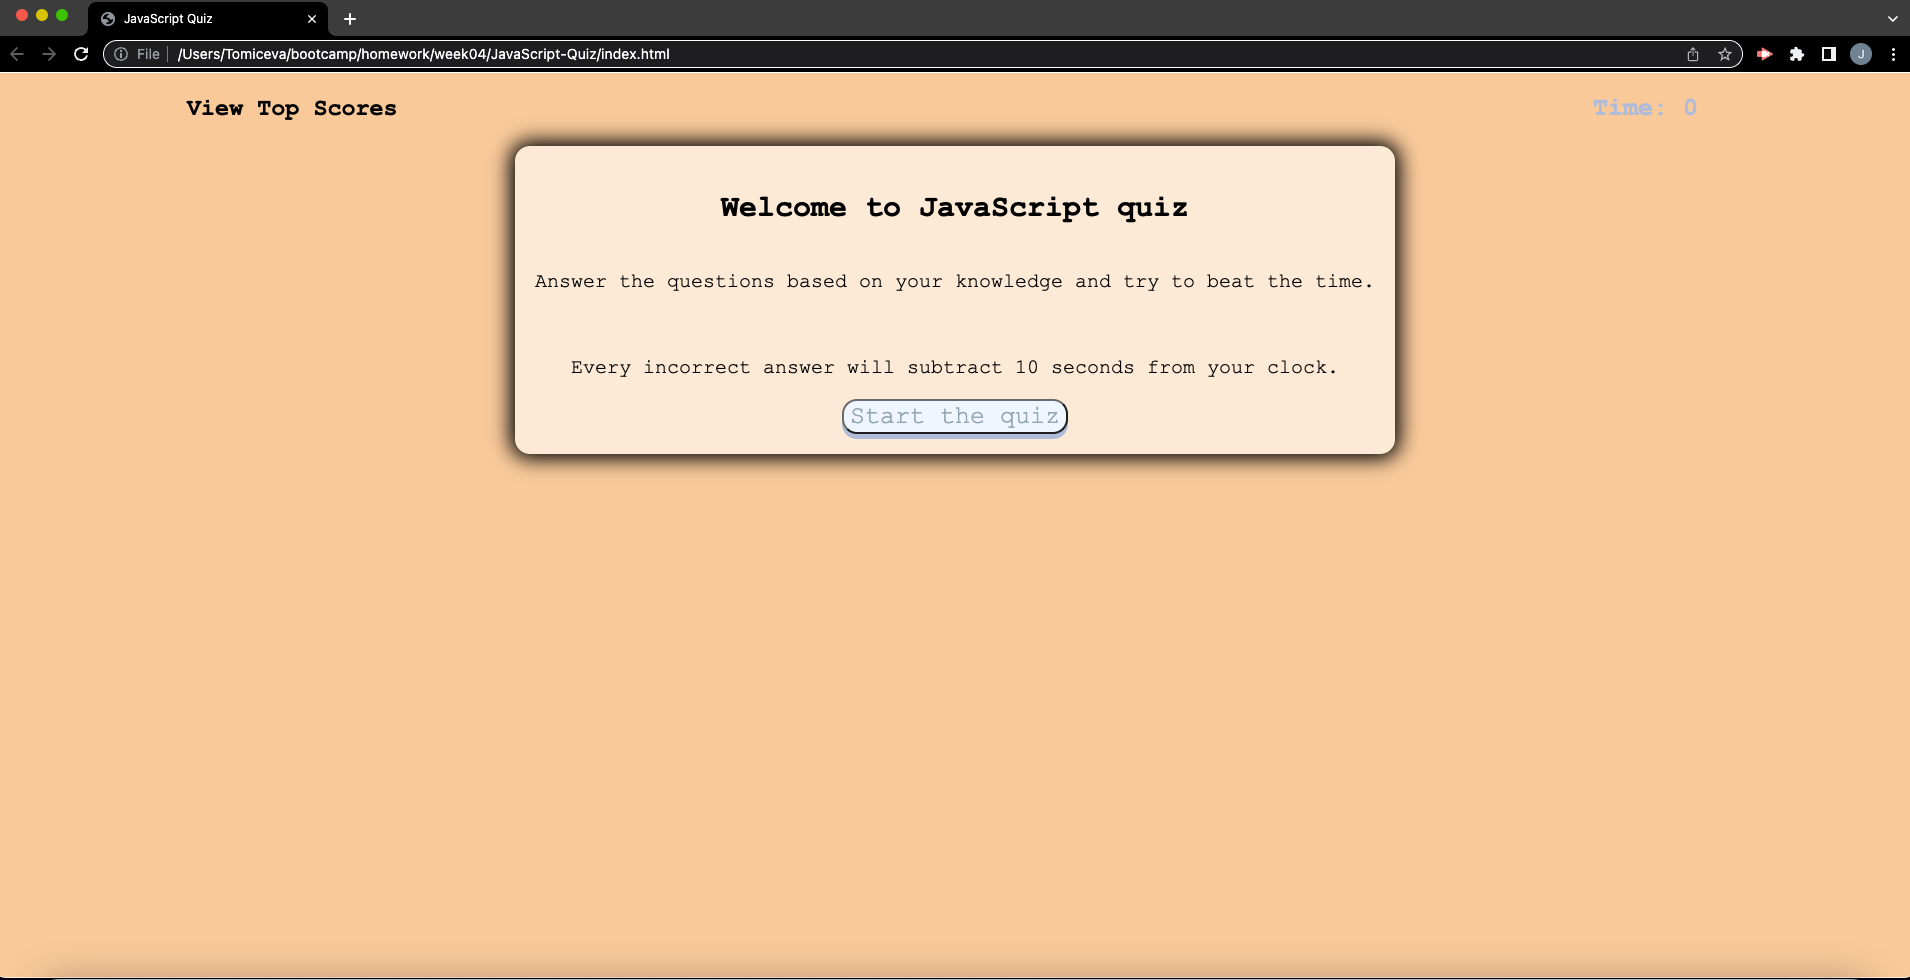 JavaScript Quiz
File /Users/Tomiceva/bootcamp/homework/week04/JavaScript-Quiz/index.html
J
View Top Scores
Time: 0
Welcome to JavaScript quiz
Answer the questions based on your knowledge and try to beat the time.
Every incorrect answer will subtract 10 seconds from your clock.
Start the quiz